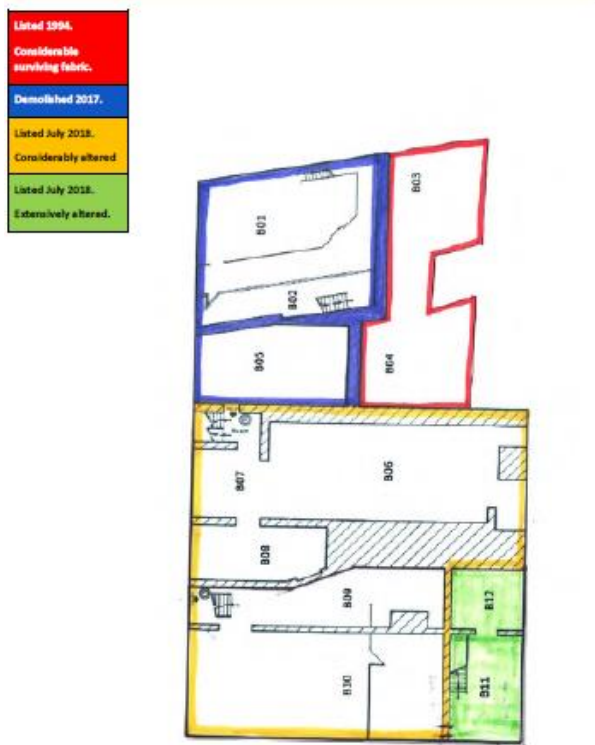 Listed 1994.
Considerable
surviving fabric.
Demolished 2017.
Listed July 2018.
Considerably altered
Listed July 2018.
Extensively altered.
B03
B01
B02
B05
B04
B06
B07
B08
B09
B12
B10
B11